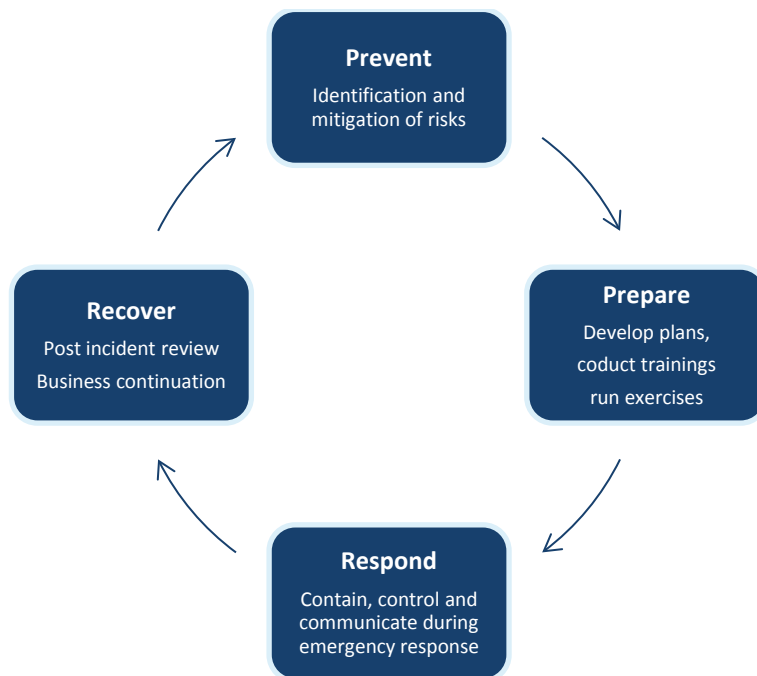 Prevent
Identification and
mitigation of risks
Prepare
Develop plans,
coduct trainings
run exercises
Recover
Post incident review
Business continuation
Respond
Contain, control and
communicate during
emergency response